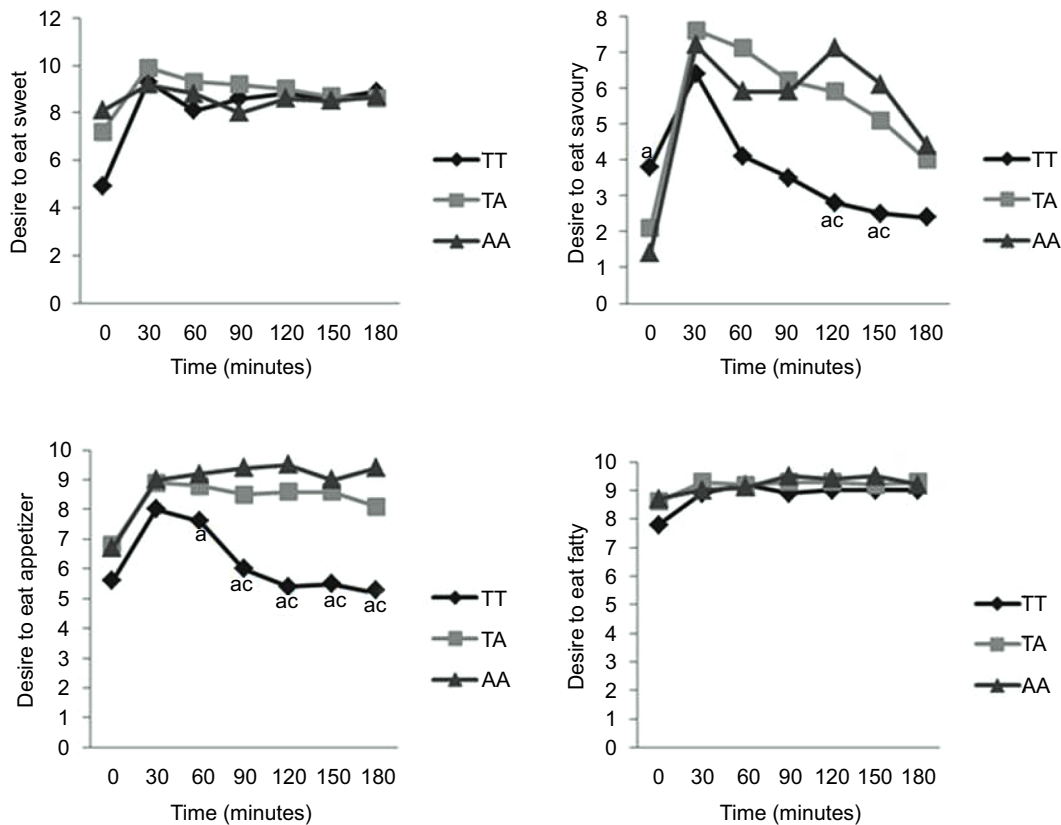 Desire to eat sweet
12
10
8
6
4
2
0
0 30 60 90 120 150 180
Time (minutes)
TT
TA
AA
Desire to eat savoury
8
7
6
5
4
3
2
1
0
a
ac
ac
0 30 60 90 120 150 180
Time (minutes)
TT
TA
AA
Desire to eat appetizer
10
9
8
7
6
5
4
3
2
1
0
a
ac
ac
ac
ac
0 30 60 90 120 150 180
Time (minutes)
TT
TA
AA
Desire to eat fatty
10
9
8
7
6
5
4
3
2
1
0
0 30 60 90 120 150 180
Time (minutes)
TT
TA
AA